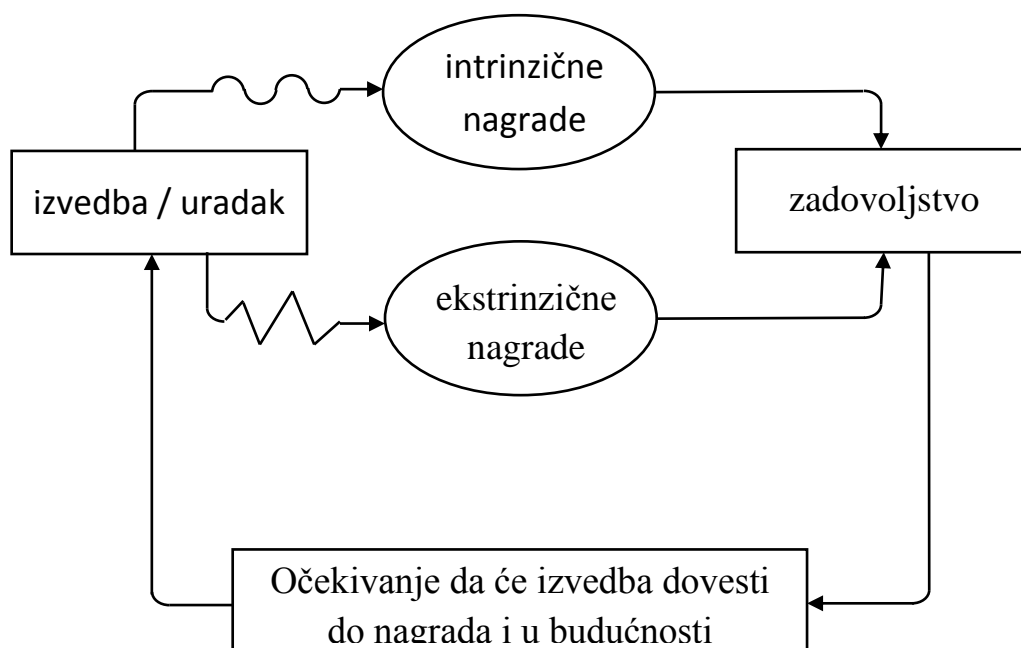 intrinzične
nagrade
izvedba / uradak
zadovoljstvo
ekstrinzične
nagrade
Očekivanje da će izvedba dovesti
do nagrada i u budućnosti